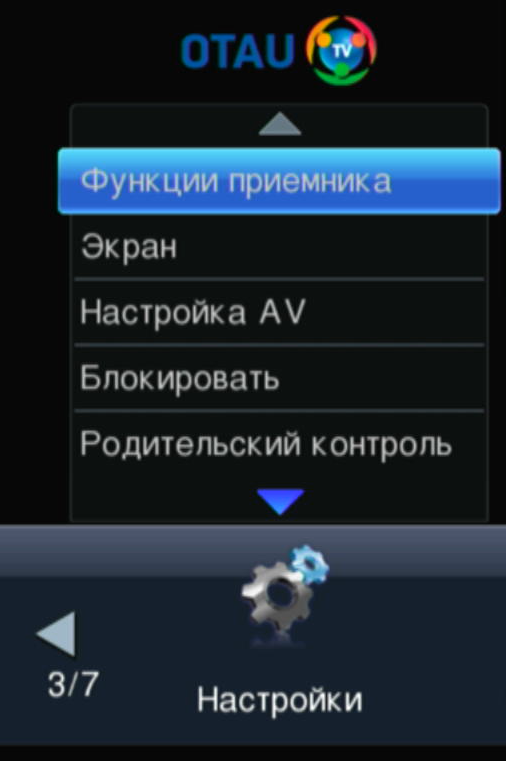 OTAU TV
Функции приемника
Экран
Настройка AV
Блокировать
Родительский контроль
3/7
Настройки